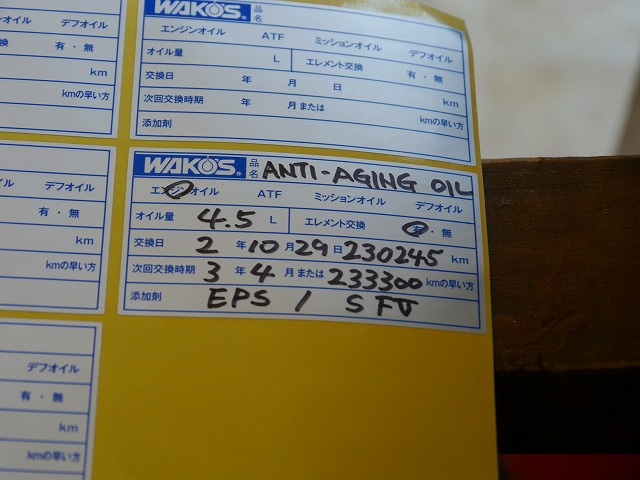 WAKO'S 品名
エンジンオイル ATF ミッションオイル デフオイル
オイル量 L エレメント交換 有・無
交換日 年 月 日 km
次回交換時期 年 月または kmの早い方
添加剤
WAKO'S 品名 ANTI-AGING OIL
エンジンオイル ATF ミッションオイル デフオイル
オイル量 4.5 L エレメント交換 有・無
交換日 2年10月29日 230245 km
次回交換時期 3年4月または 233300 kmの早い方
添加剤 EPS / SFV
デフオイル
換 有・無
km
kmの早い方
デフオイル
有・無
km
kmの早い方
デフオイル
有・無
km
kmの早い方